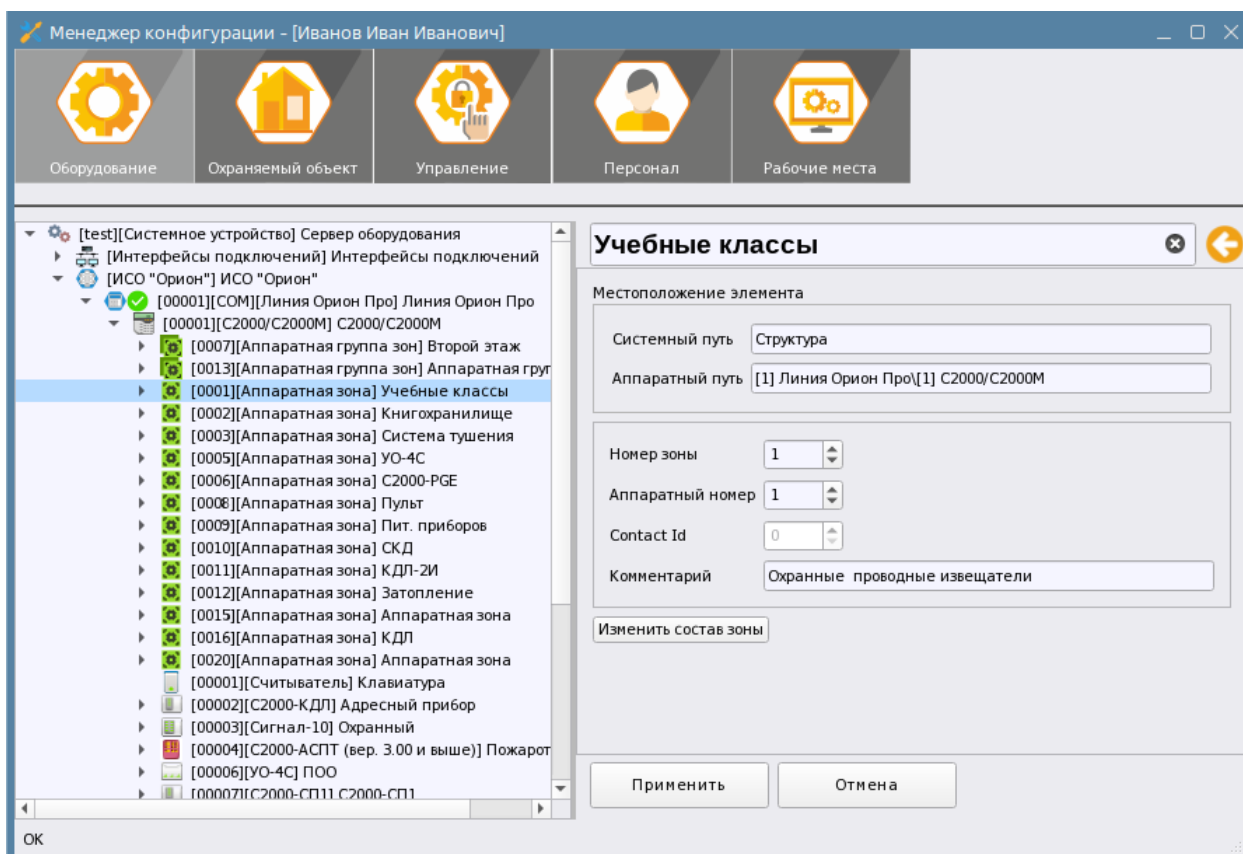 Менеджер конфигурации – [Иванов Иван Иванович]
Оборудование
Охраняемый объект
Управление
Персонал
Рабочие места
[test][Системное устройство] Сервер оборудования
[Интерфейсы подключений] Интерфейсы подключений
[ИСО "Орион"] ИСО "Орион"
[00001][COM][Линия Орион Про] Линия Орион Про
[00001][С2000/С2000М] С2000/С2000М
[0007][Аппаратная группа зон] Второй этаж
[0013][Аппаратная группа зон] Аппаратная груг
[0001][Аппаратная зона] Учебные классы
[0002][Аппаратная зона] Книгохранилище
[0003][Аппаратная зона] Система тушения
[0005][Аппаратная зона] УО-4С
[0006][Аппаратная зона] С2000-PGE
[0008][Аппаратная зона] Пульт
[0009][Аппаратная зона] Пит. приборов
[0010][Аппаратная зона] СКД
[0011][Аппаратная зона] КДЛ-2И
[0012][Аппаратная зона] Затопление
[0015][Аппаратная зона] Аппаратная зона
[0016][Аппаратная зона] КДЛ
[0020][Аппаратная зона] Аппаратная зона
[00001][Считыватель] Клавиатура
[00002][С2000-КДЛ] Адресный прибор
[00003][Сигнал-10] Охранный
[00004][С2000-АСПТ (вер. 3.00 и выше)] Пожарот
[00006][УО-4С] ПОО
[00007][С2000-СП1] С2000-СП1
Учебные классы
Местоположение элемента
Системный путь Структура
Аппаратный путь [1] Линия Орион Про\[1] С2000/С2000М
Номер зоны 1
Аппаратный номер 1
Contact Id 0
Комментарий Охранные проводные извещатели
Изменить состав зоны
Применить
Отмена
OK